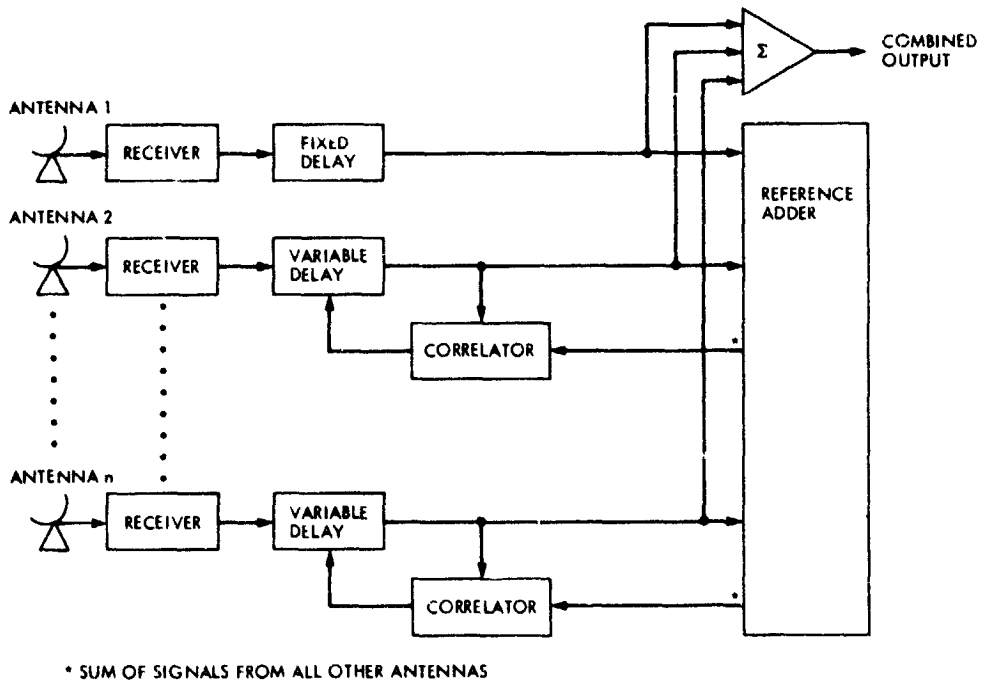 COMBINED
OUTPUT
Σ
ANTENNA 1
RECEIVER
FIXED
DELAY
REFERENCE
ADDER
ANTENNA 2
RECEIVER
VARIABLE
DELAY
CORRELATOR
*
ANTENNA n
RECEIVER
VARIABLE
DELAY
CORRELATOR
*
* SUM OF SIGNALS FROM ALL OTHER ANTENNAS